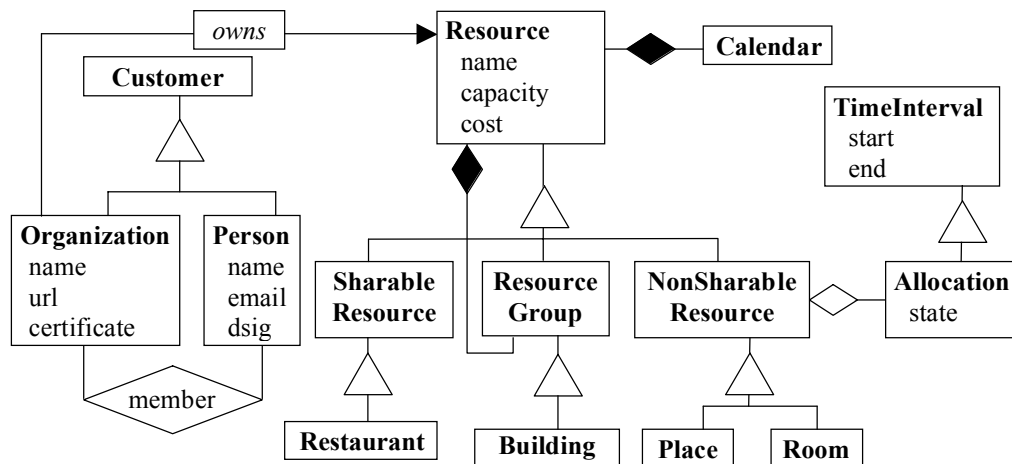 owns
Resource
name
capacity
cost
Calendar
Customer
TimeInterval
start
end
Organization
name
url
certificate
Person
name
email
dsig
Sharable
Resource
Resource
Group
NonSharable
Resource
Allocation
state
member
Restaurant
Building
Place
Room